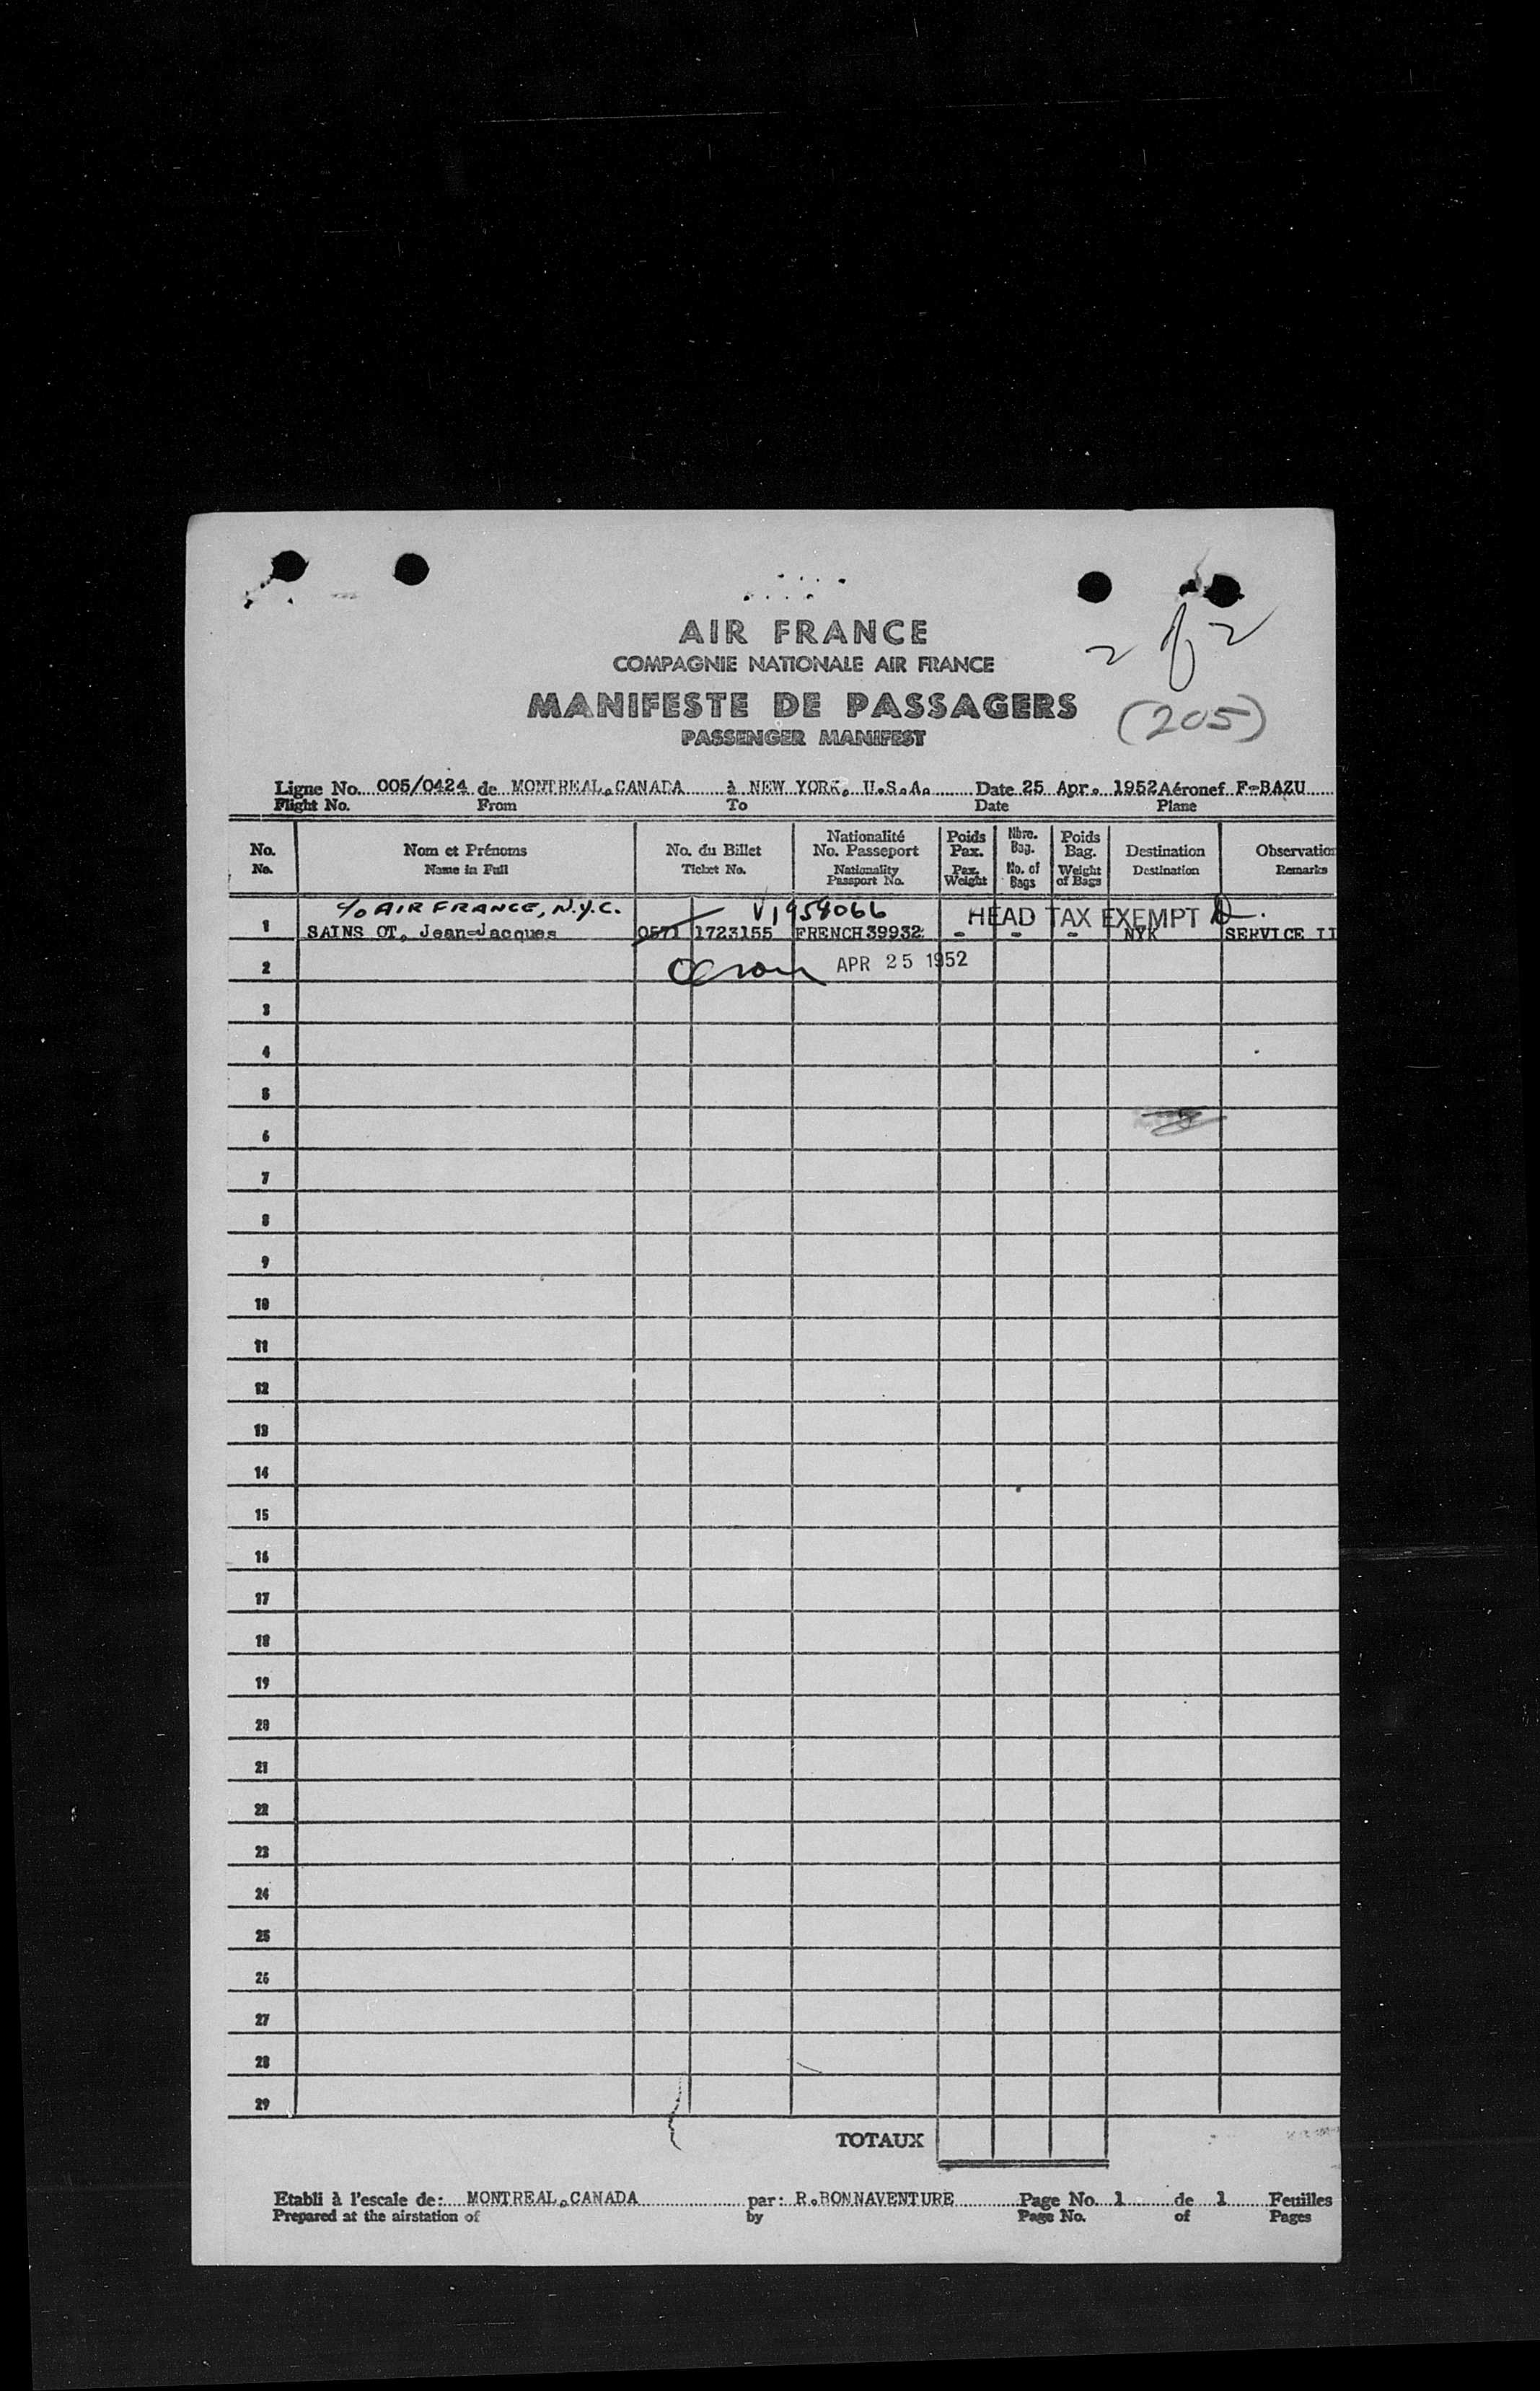 AIR FRANCE
COMPAGNIE NATIONALE AIR FRANCE
2 of 2
MANIFESTE DE PASSAGERS
(205)
PASSENGER MANIFEST
Ligne No. 005/0424 de MONTREAL,CANADA à NEW YORK, U.S.A. Date 25 Apr. 1952 Aéronef F-BAZU
Flight No. From To Date Plane
No. Nom et Prénoms No. du Billet Nationalité No. Passeport Poids Pax. Nbre. Bag. Poids Bag. Destination Observation
No. Name in Full Ticket No. Nationality Passport No. Pax. Weight No. of Bags Weight of Bags Destination Remarks
c/o AIR FRANCE, N.Y.C. V1958066 HEAD TAX EXEMPT
1 SAINS OT, Jean-Jacques 0571 1723155 FRENCH 39932 - - - NYK SERVICE II
2 APR 25 1952
3
4
5
6
7
8
9
10
11
12
13
14
15
16
17
18
19
20
21
22
23
24
25
26
27
28
29
TOTAUX
Etabli à l'escale de: MONTREAL,CANADA par: R.BONNAVENTURE Page No. 1 de 1 Feuilles
Prepared at the airstation of by Page No. of Pages